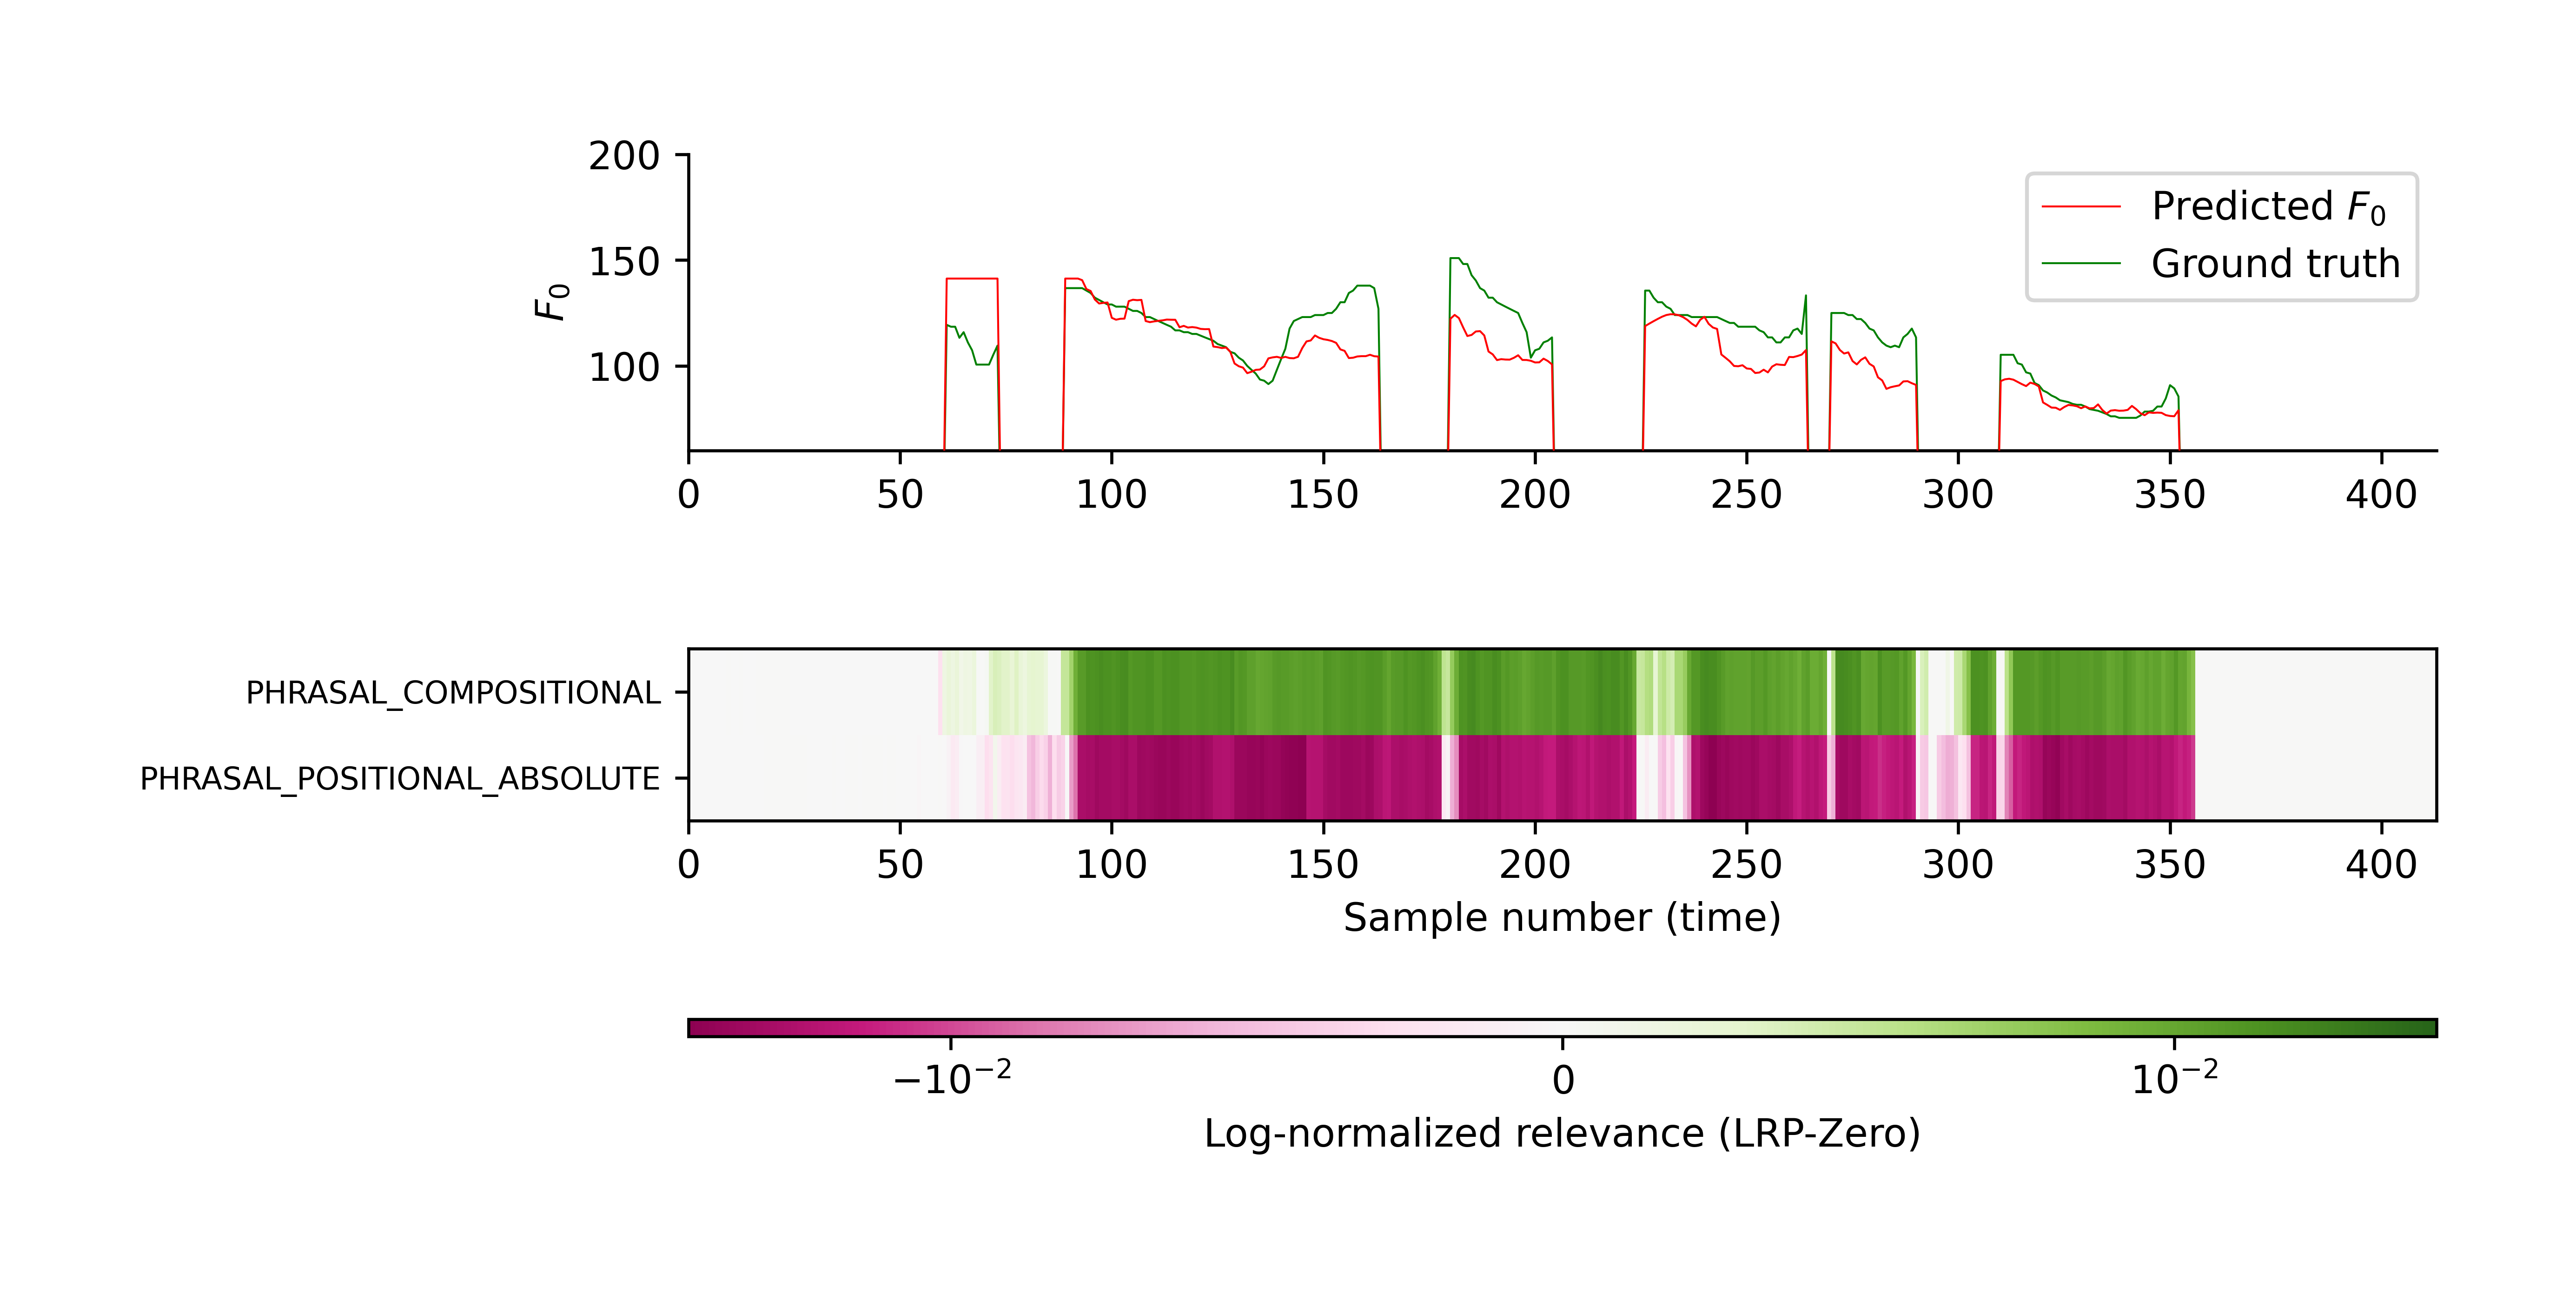 200
150
100
F₀
Predicted F₀
Ground truth
0 50 100 150 200 250 300 350 400
PHRASAL_COMPOSITIONAL
PHRASAL_POSITIONAL_ABSOLUTE
0 50 100 150 200 250 300 350 400
Sample number (time)
−10⁻² 0 10⁻²
Log-normalized relevance (LRP-Zero)